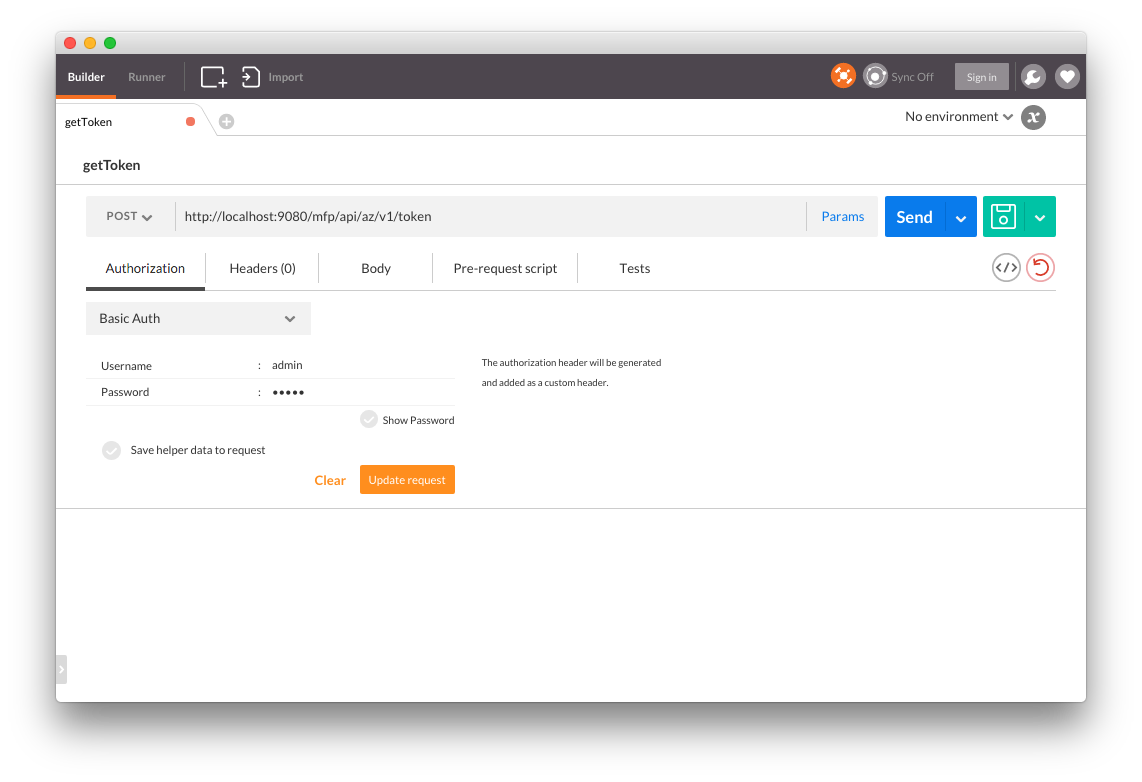 Builder Runner Import Sync Off Sign in
getToken No environment x
getToken
POST http://localhost:9080/mfp/api/az/v1/token Params Send
Authorization Headers (0) Body Pre-request script Tests </>
Basic Auth
Username : admin The authorization header will be generated
Password : ••••• and added as a custom header.
Show Password
Save helper data to request
Clear Update request